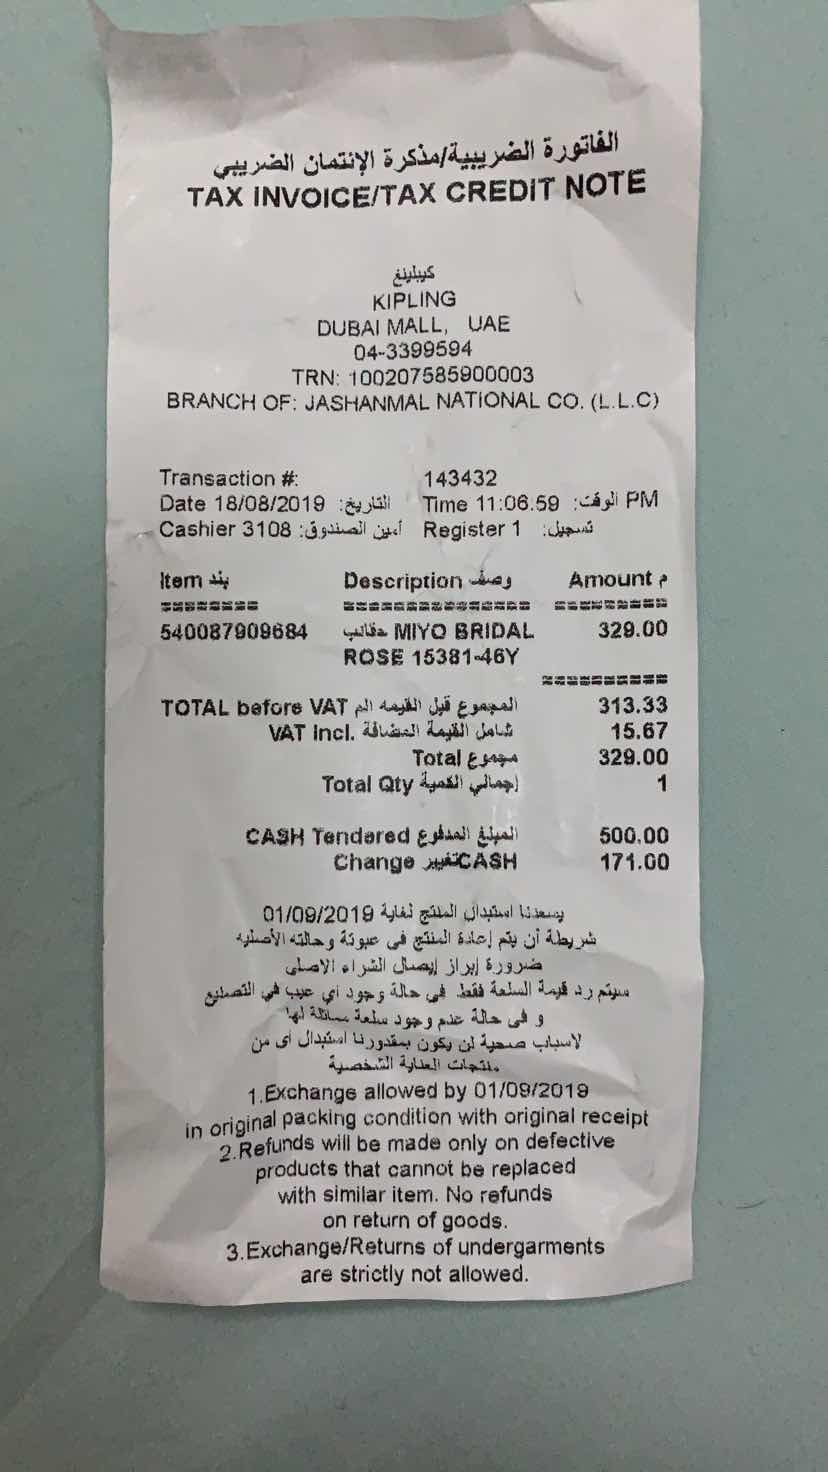 الفاتورة الضريبية/مذكرة الإئتمان الضريبي
TAX INVOICE/TAX CREDIT NOTE
كيبلينغ
KIPLING
DUBAI MALL, UAE
04-3399594
TRN: 100207585900003
BRANCH OF: JASHANMAL NATIONAL CO. (L.L.C)
Transaction #: 143432
Date 18/08/2019 التاريخ: Time 11:06.59 الوقت: PM
Cashier 3108 أمين الصندوق: Register 1 تسجيل:
Item بند Description وصف Amount م
======== =============== =========
540087909684 حقائب MIYO BRIDAL 329.00
ROSE 15381-46Y
==========
TOTAL before VAT المجموع قبل القيمه الم 313.33
VAT Incl. شامل القيمة المضافة 15.67
Total مجموع 329.00
Total Qty إجمالي الكمية 1
CASH Tendered المبلغ المدفوع 500.00
Change تغيير CASH 171.00
يسعدنا استبدال المنتج لغاية 01/09/2019
شريطة أن يتم إعادة المنتج في عبوتة وحالته الأصليه
ضرورة إبراز إيصال الشراء الاصلي
سيتم رد قيمة السلعة فقط في حالة وجود أي عيب في التصنيع
و في حالة عدم وجود سلعة مماثلة لها
لاسباب صحية لن يكون بمقدورنا استبدال أى من
منتجات العناية الشخصية
1.Exchange allowed by 01/09/2019
in original packing condition with original receipt
2.Refunds will be made only on defective
products that cannot be replaced
with similar item. No refunds
on return of goods.
3.Exchange/Returns of undergarments
are strictly not allowed.